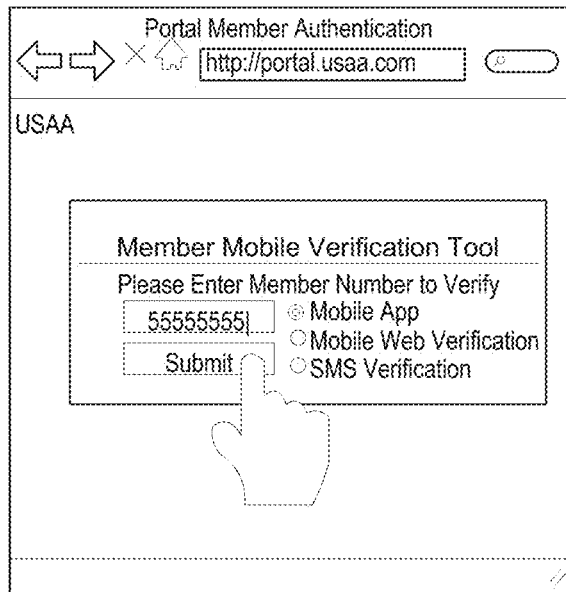 Portal Member Authentication
http://portal.usaa.com
USAA
Member Mobile Verification Tool
Please Enter Member Number to Verify
55555555
Mobile App
Mobile Web Verification
Submit
SMS Verification